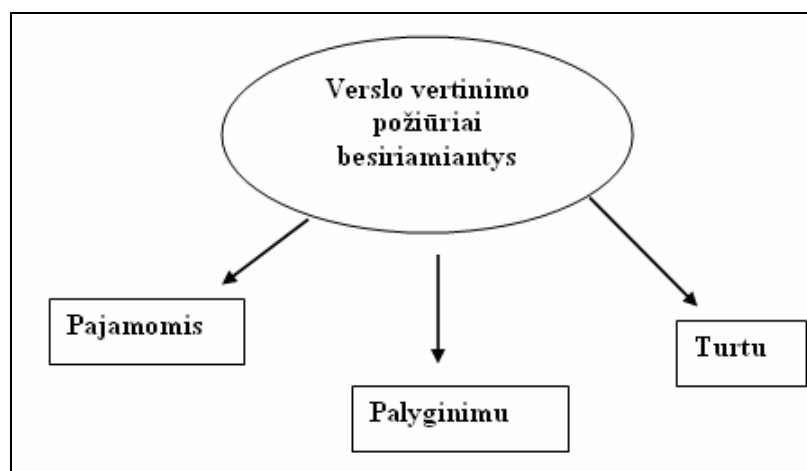 Verslo vertinimo
požiūriai
besiriamiantys
Pajamomis
Palyginimu
Turtu